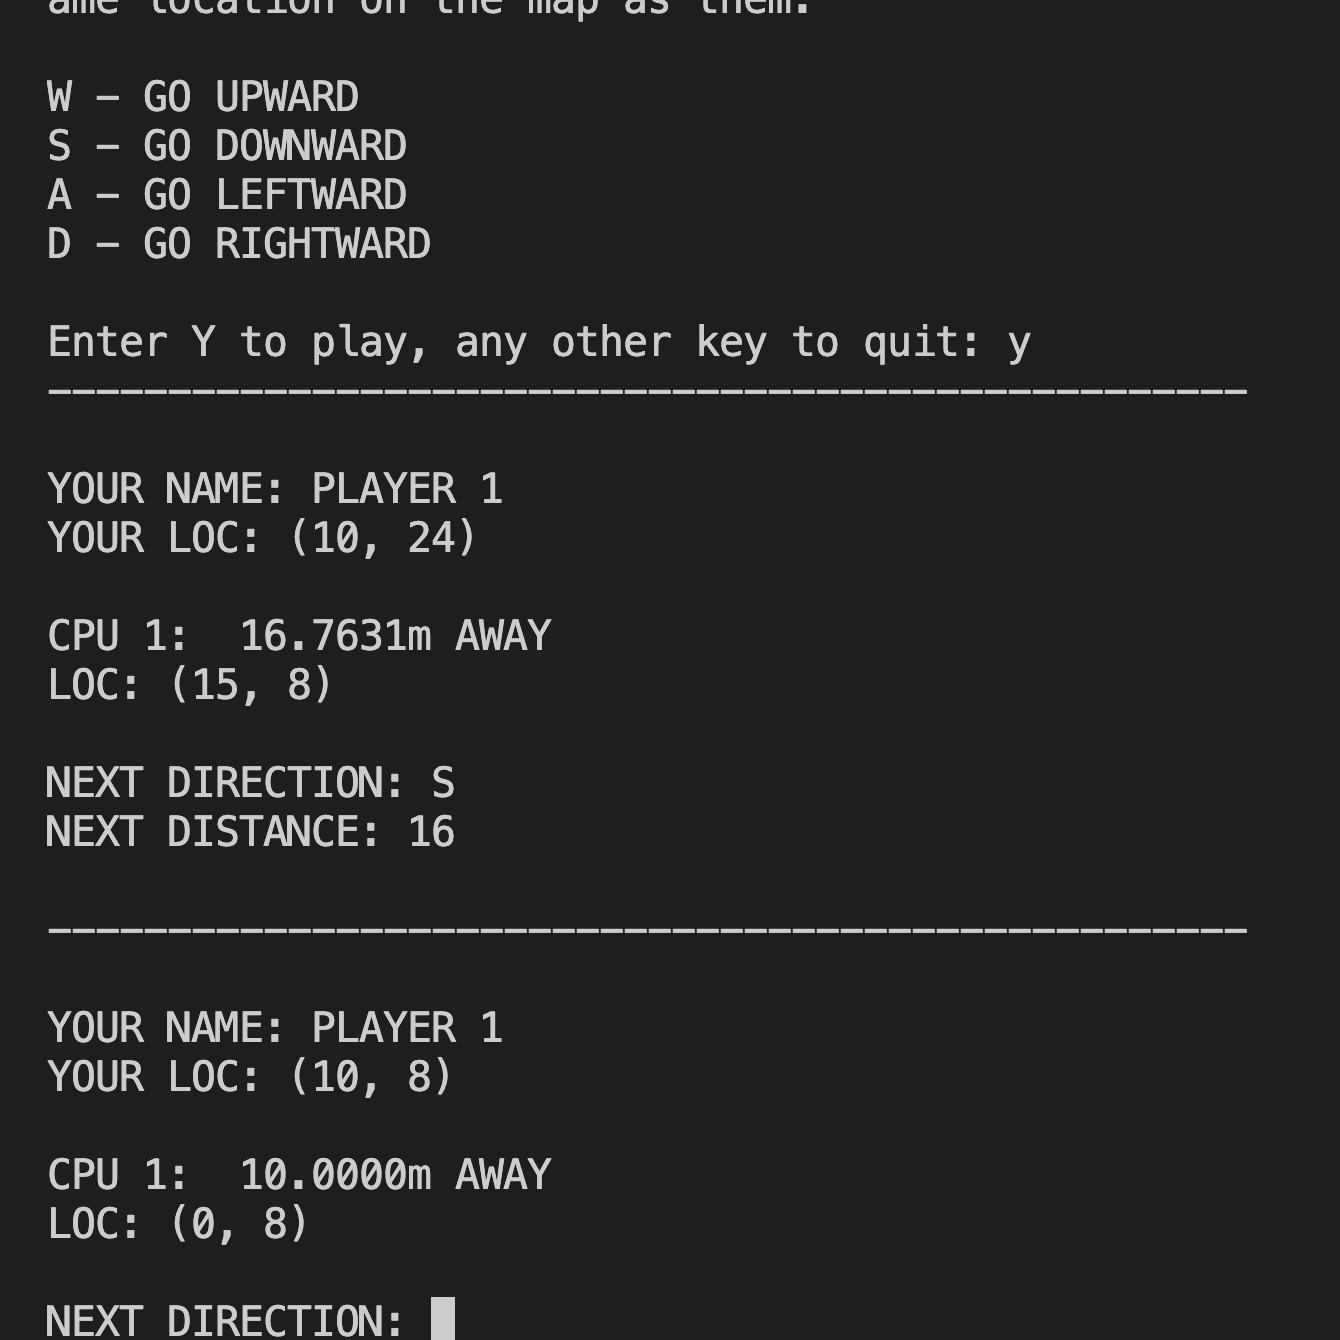 ame location on the map as them.
W – GO UPWARD
S – GO DOWNWARD
A – GO LEFTWARD
D – GO RIGHTWARD
Enter Y to play, any other key to quit: y
--------------------------------------------------
YOUR NAME: PLAYER 1
YOUR LOC: (10, 24)
CPU 1:  16.7631m AWAY
LOC: (15, 8)
NEXT DIRECTION: S
NEXT DISTANCE: 16
--------------------------------------------------
YOUR NAME: PLAYER 1
YOUR LOC: (10, 8)
CPU 1:  10.0000m AWAY
LOC: (0, 8)
NEXT DIRECTION: